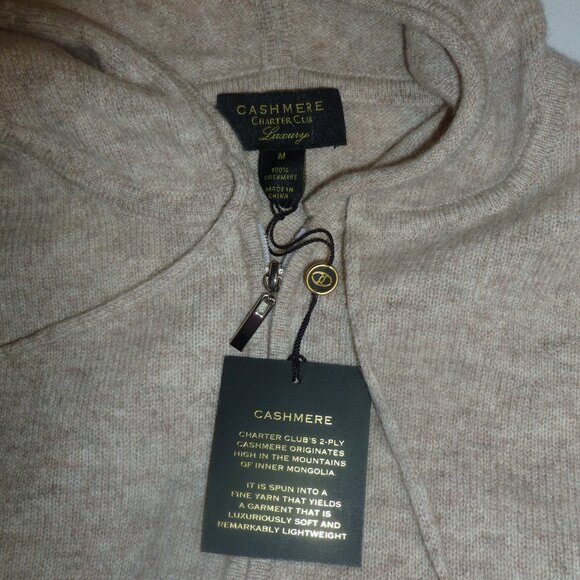 CASHMERE
CHARTER CLUB
Luxury
M
100%
CASHMERE
MADE IN
CHINA
CASHMERE
CHARTER CLUB'S 2-PLY
CASHMERE ORIGINATES
HIGH IN THE MOUNTAINS
OF INNER MONGOLIA
IT IS SPUN INTO A
FINE YARN THAT YIELDS
A GARMENT THAT IS
LUXURIOUSLY SOFT AND
REMARKABLY LIGHTWEIGHT